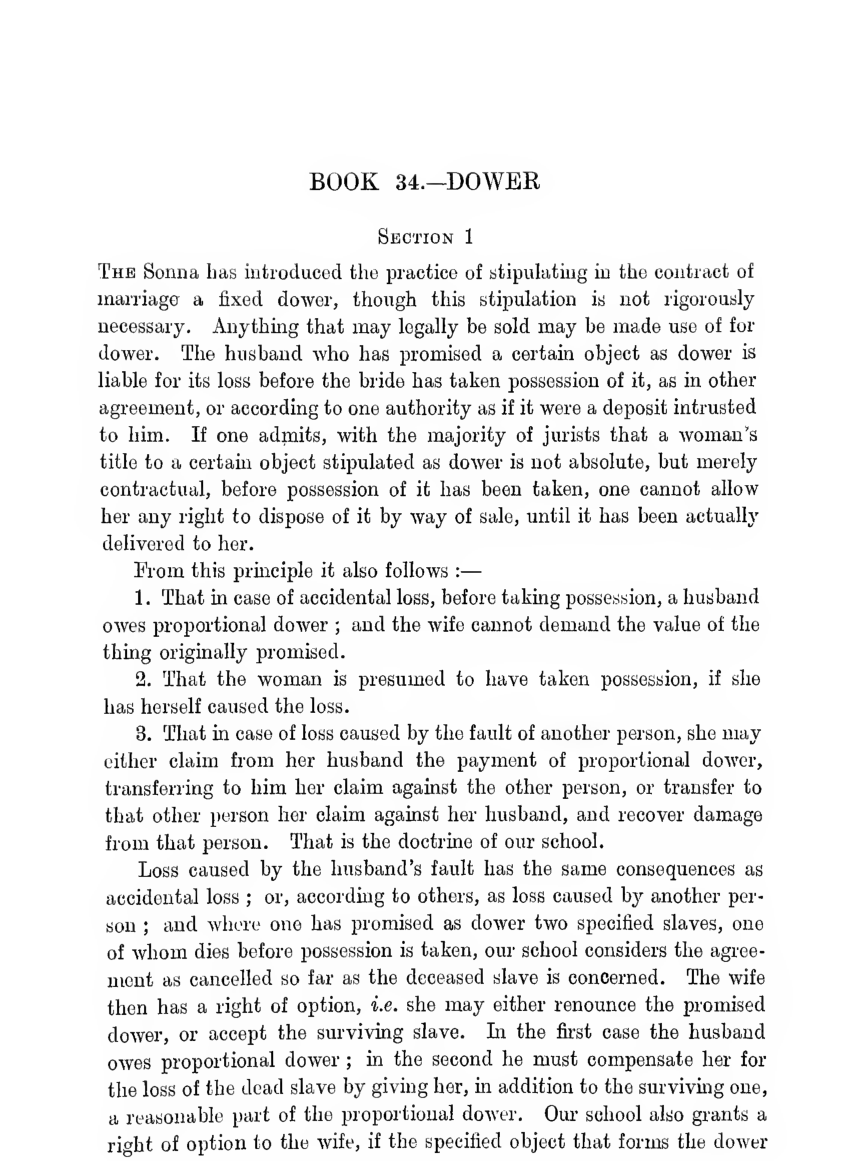 BOOK 34.—DOWER
SECTION 1
THE Sonna has introduced the practice of stipulating in the contract of
marriage a fixed dower, though this stipulation is not rigorously
necessary. Anything that may legally be sold may be made use of for
dower. The husband who has promised a certain object as dower is
liable for its loss before the bride has taken possession of it, as in other
agreement, or according to one authority as if it were a deposit intrusted
to him. If one admits, with the majority of jurists that a woman's
title to a certain object stipulated as dower is not absolute, but merely
contractual, before possession of it has been taken, one cannot allow
her any right to dispose of it by way of sale, until it has been actually
delivered to her.
From this principle it also follows :—
1. That in case of accidental loss, before taking possession, a husband
owes proportional dower ; and the wife cannot demand the value of the
thing originally promised.
2. That the woman is presumed to have taken possession, if she
has herself caused the loss.
3. That in case of loss caused by the fault of another person, she may
either claim from her husband the payment of proportional dower,
transferring to him her claim against the other person, or transfer to
that other person her claim against her husband, and recover damage
from that person. That is the doctrine of our school.
Loss caused by the husband's fault has the same consequences as
accidental loss ; or, according to others, as loss caused by another per-
son ; and where one has promised as dower two specified slaves, one
of whom dies before possession is taken, our school considers the agree-
ment as cancelled so far as the deceased slave is concerned. The wife
then has a right of option, i.e. she may either renounce the promised
dower, or accept the surviving slave. In the first case the husband
owes proportional dower ; in the second he must compensate her for
the loss of the dead slave by giving her, in addition to the surviving one,
a reasonable part of the proportional dower. Our school also grants a
right of option to the wife, if the specified object that forms the dower